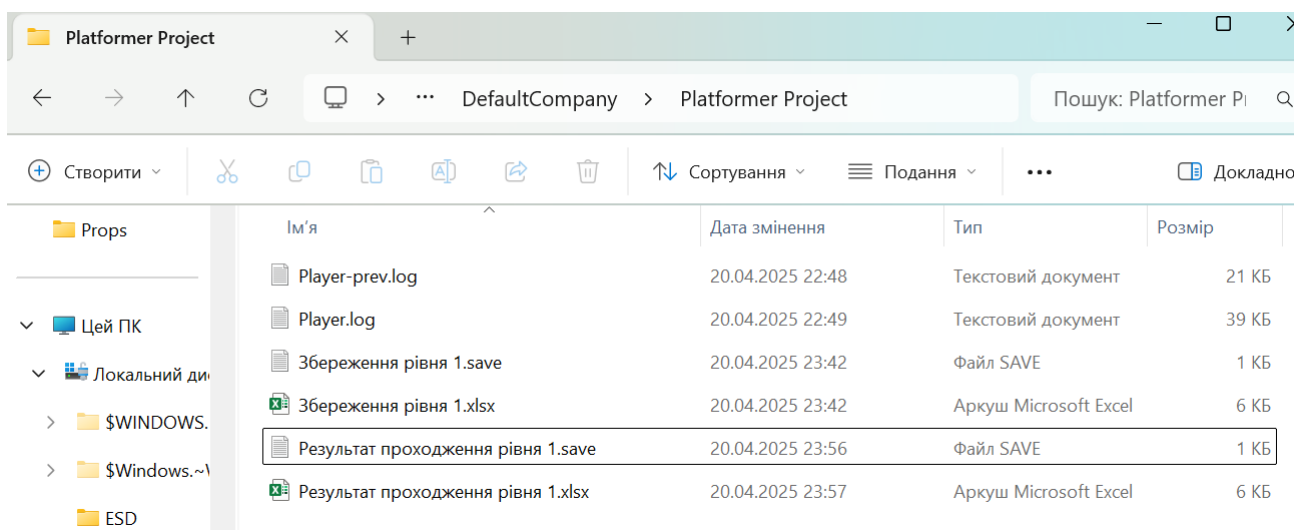 Platformer Project
DefaultCompany > Platformer Project
Пошук: Platformer
Створити
Сортування
Подання
Докладно
Props
Ім'я Дата змінення Тип Розмір
Player-prev.log 20.04.2025 22:48 Текстовий документ 21 КБ
Цей ПК
Player.log 20.04.2025 22:49 Текстовий документ 39 КБ
Локальний
Збереження рівня 1.save 20.04.2025 23:42 Файл SAVE 1 КБ
$WINDOWS.
Збереження рівня 1.xlsx 20.04.2025 23:42 Аркуш Microsoft Excel 6 КБ
$Windows.~
Результат проходження рівня 1.save 20.04.2025 23:56 Файл SAVE 1 КБ
ESD
Результат проходження рівня 1.xlsx 20.04.2025 23:57 Аркуш Microsoft Excel 6 КБ